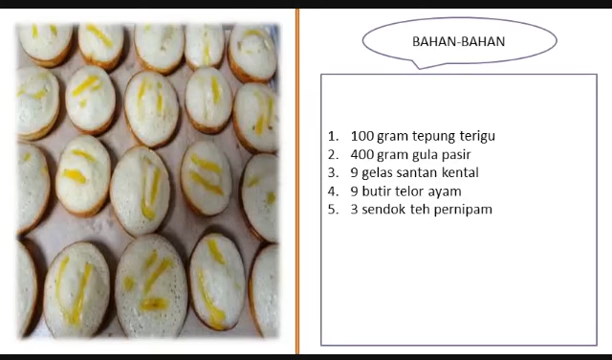 BAHAN-BAHAN
1. 100 gram tepung terigu
2. 400 gram gula pasir
3. 9 gelas santan kental
4. 9 butir telor ayam
5. 3 sendok teh pernipam